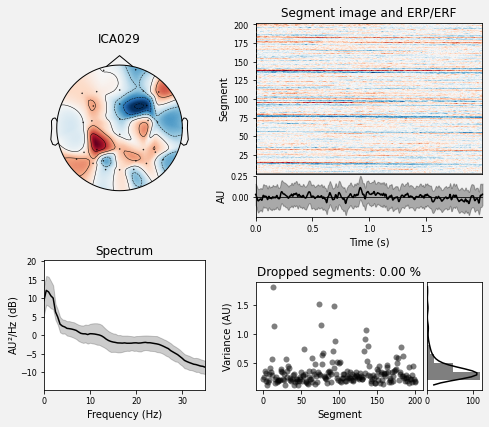 ICA029
Segment image and ERP/ERF
Segment
200
175
150
125
100
75
50
25
AU
0.25
0.00
0.0 0.5 1.0 1.5
Time (s)
Spectrum
AU²/Hz (dB)
20
15
10
5
0
−5
−10
0 10 20 30
Frequency (Hz)
Dropped segments: 0.00 %
Variance (AU)
1.5
1.0
0.5
0 50 100 150 200
Segment
0 100